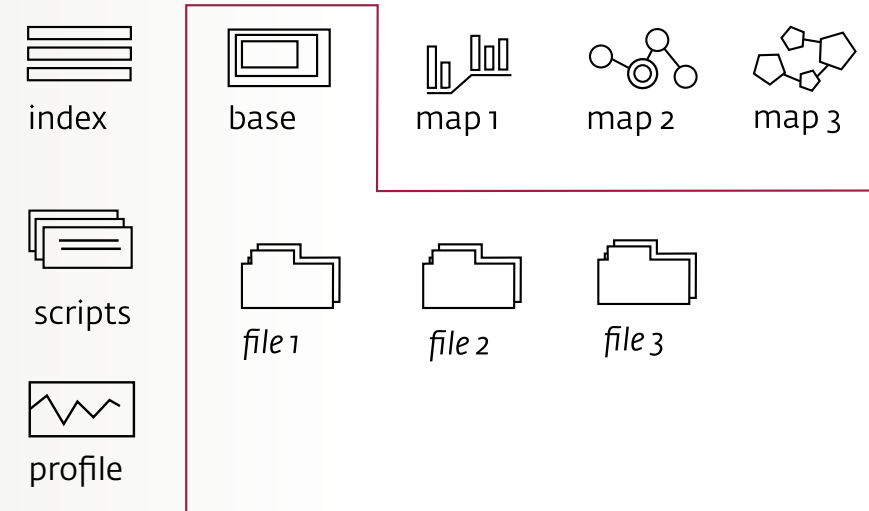 index
base
map 1
map 2
map 3
scripts
file 1
file 2
file 3
profile